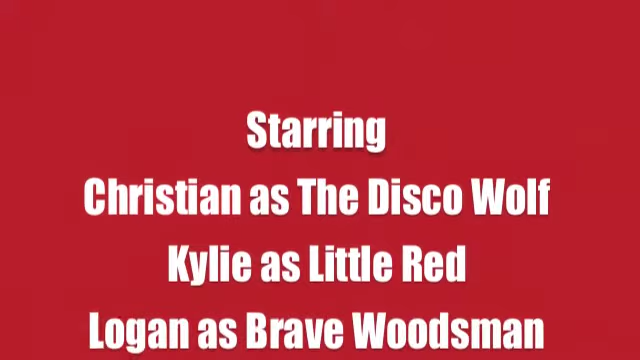 Starring
Christian as The Disco Wolf
Kylie as Little Red
Logan as Brave Woodsman